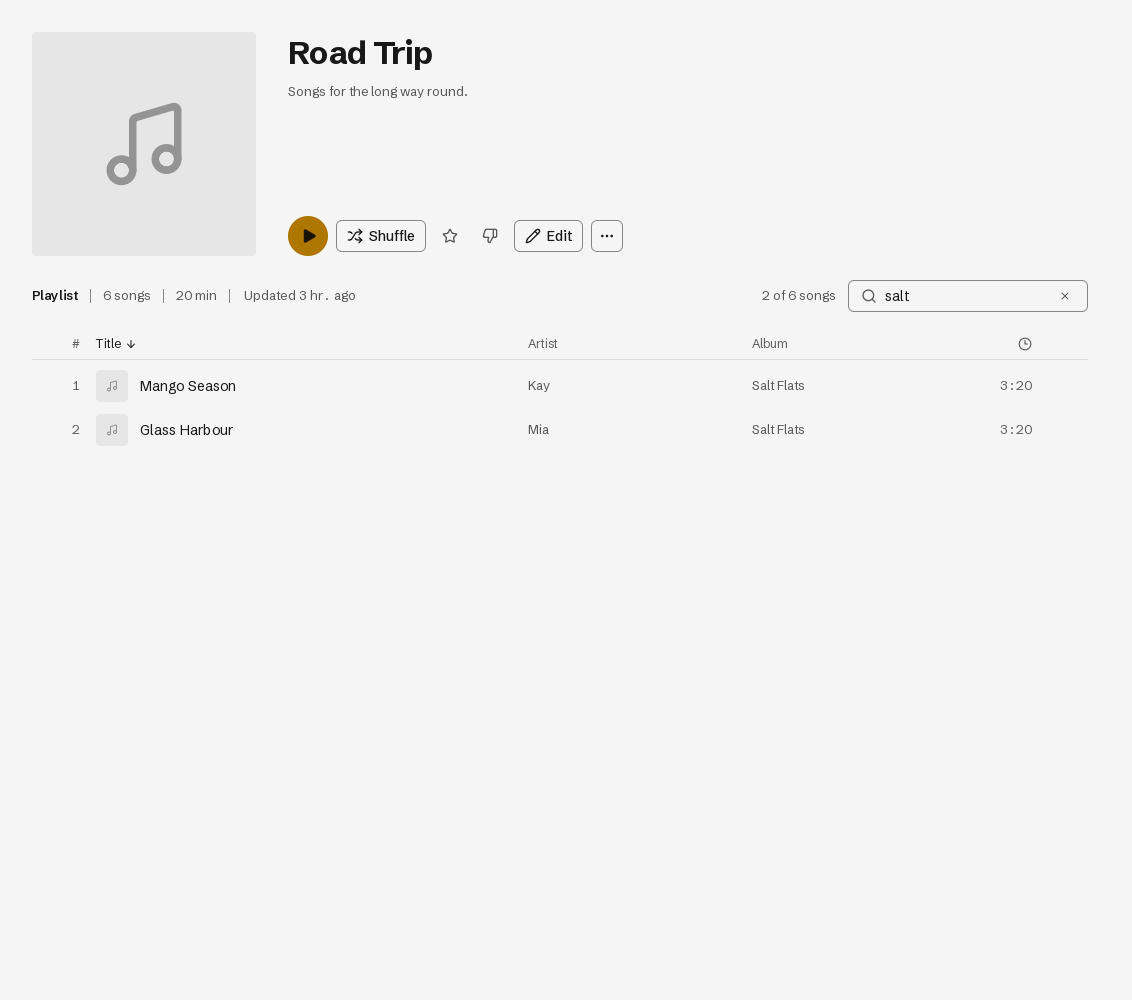 Road Trip
Songs for the long way round.
Shuffle Edit
Playlist 6 songs 20 min Updated 3 hr. ago 2 of 6 songs salt
# Title Artist Album
1 Mango Season Kay Salt Flats 3:20
2 Glass Harbour Mia Salt Flats 3:20